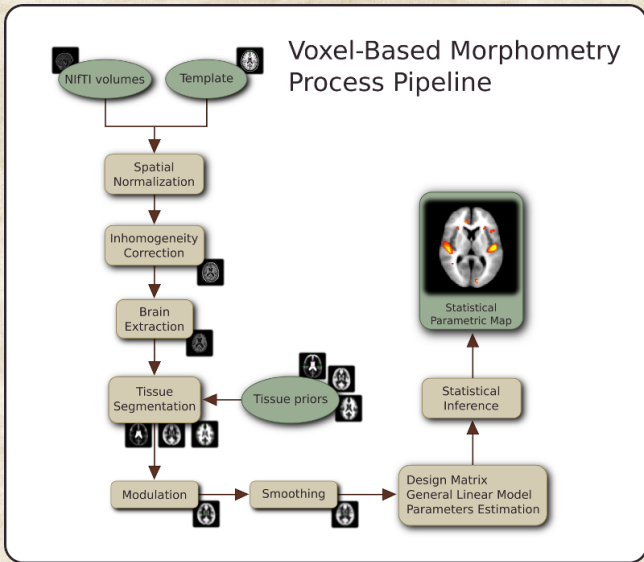 Voxel-Based Morphometry
Process Pipeline
NIfTI volumes
Template
Spatial
Normalization
Inhomogeneity
Correction
Brain
Extraction
Tissue
Segmentation
Tissue priors
Modulation
Smoothing
Design Matrix
General Linear Model
Parameters Estimation
Statistical
Inference
Statistical
Parametric Map